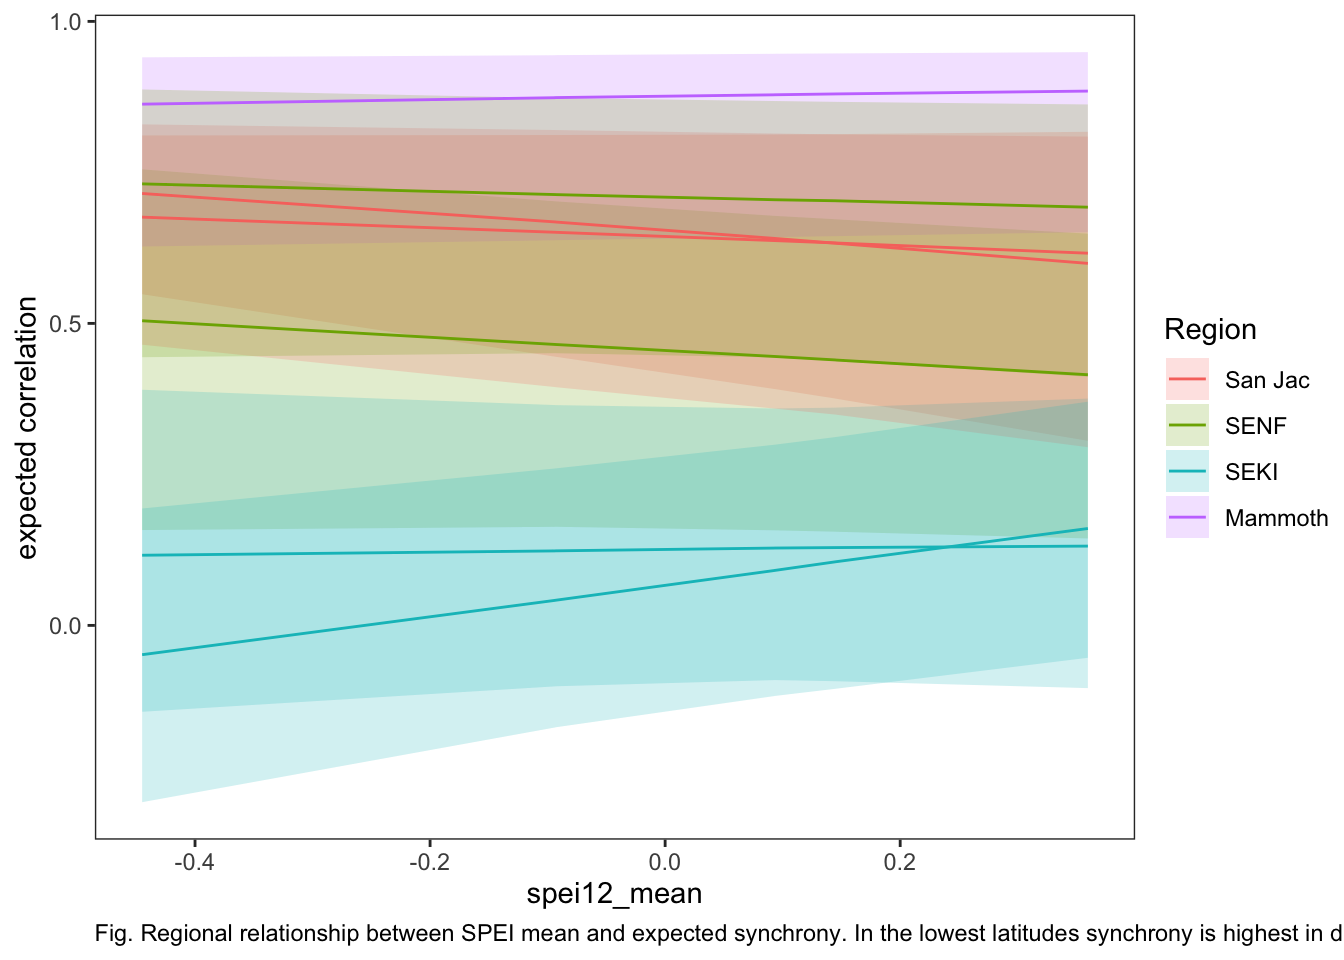 1.0
0.5
0.0
expected correlation
-0.4
-0.2
0.0
0.2
spei12_mean
Region
San Jac
SENF
SEKI
Mammoth
Fig. Regional relationship between SPEI mean and expected synchrony. In the lowest latitudes synchrony is highest in d